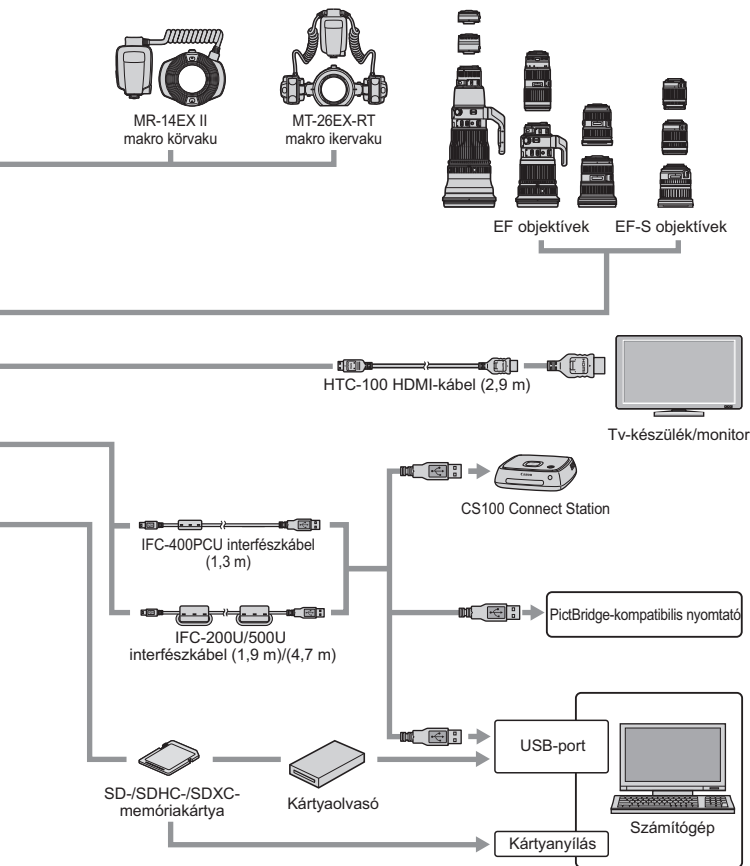 MR-14EX II
makro körvaku
MT-26EX-RT
makro ikervaku
EF objektívek
EF-S objektívek
HTC-100 HDMI-kábel (2,9 m)
Tv-készülék/monitor
CS100 Connect Station
IFC-400PCU interfészkábel
(1,3 m)
PictBridge-kompatibilis nyomtató
IFC-200U/500U
interfészkábel (1,9 m)/(4,7 m)
USB-port
SD-/SDHC-/SDXC-
memóriakártya
Kártyaolvasó
Számítógép
Kártyanyílás